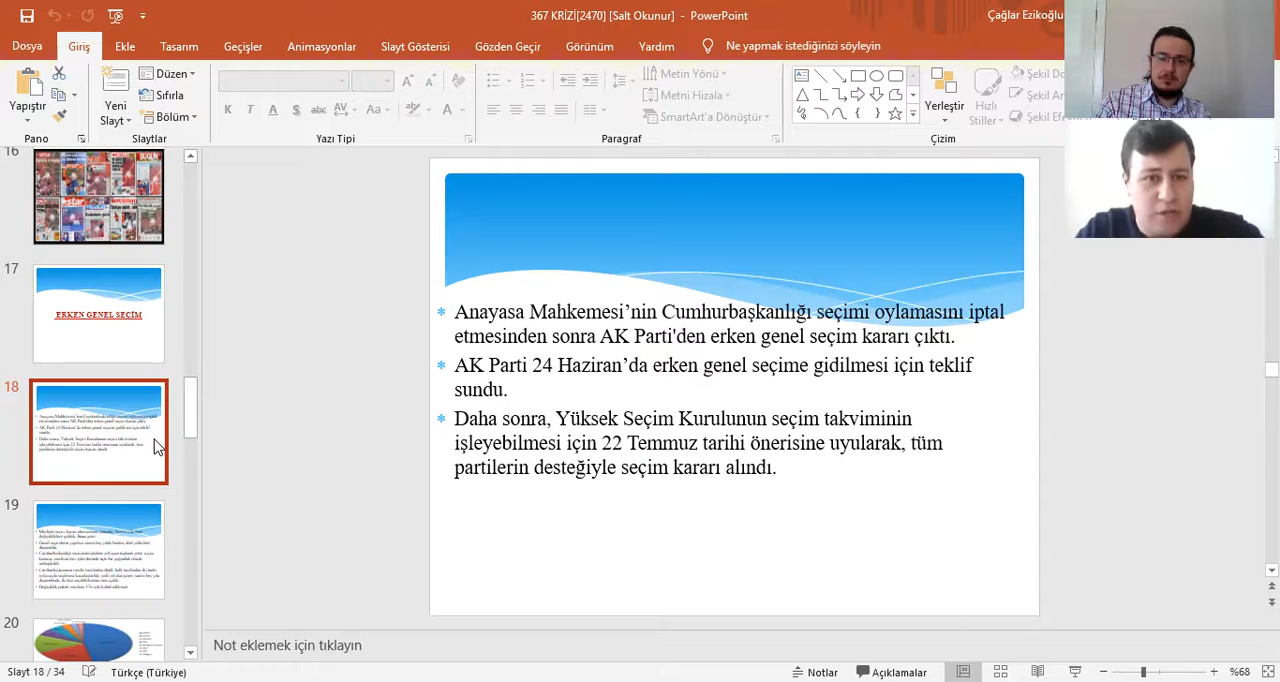 367 KRİZİ[2470] [Salt Okunur] - PowerPoint
Çağlar Ezikoğlu
Dosya Giriş Ekle Tasarım Geçişler Animasyonlar Slayt Gösterisi Gözden Geçir Görünüm Yardım Ne yapmak istediğinizi söyleyin
Yapıştır
Yeni
Slayt
Düzen
Sıfırla
Bölüm
K T A S abc AV Aa A
Metin Yönü
Metni Hizala
SmartArt'a Dönüştür
Yerleştir
Hızlı
Stiller
Şekil
Şekil
Şekil
Pano Slaytlar Yazı Tipi Paragraf Çizim
16
17
ERKEN GENEL SEÇİM
18
19
20
Anayasa Mahkemesi’nin Cumhurbaşkanlığı seçimi oylamasını iptal
etmesinden sonra AK Parti'den erken genel seçim kararı çıktı.
AK Parti 24 Haziran’da erken genel seçime gidilmesi için teklif
sundu.
Daha sonra, Yüksek Seçim Kurulunun seçim takviminin
işleyebilmesi için 22 Temmuz tarihi önerisine uyularak, tüm
partilerin desteğiyle seçim kararı alındı.
Not eklemek için tıklayın
Slayt 18 / 34 Türkçe (Türkiye) Notlar Açıklamalar %68